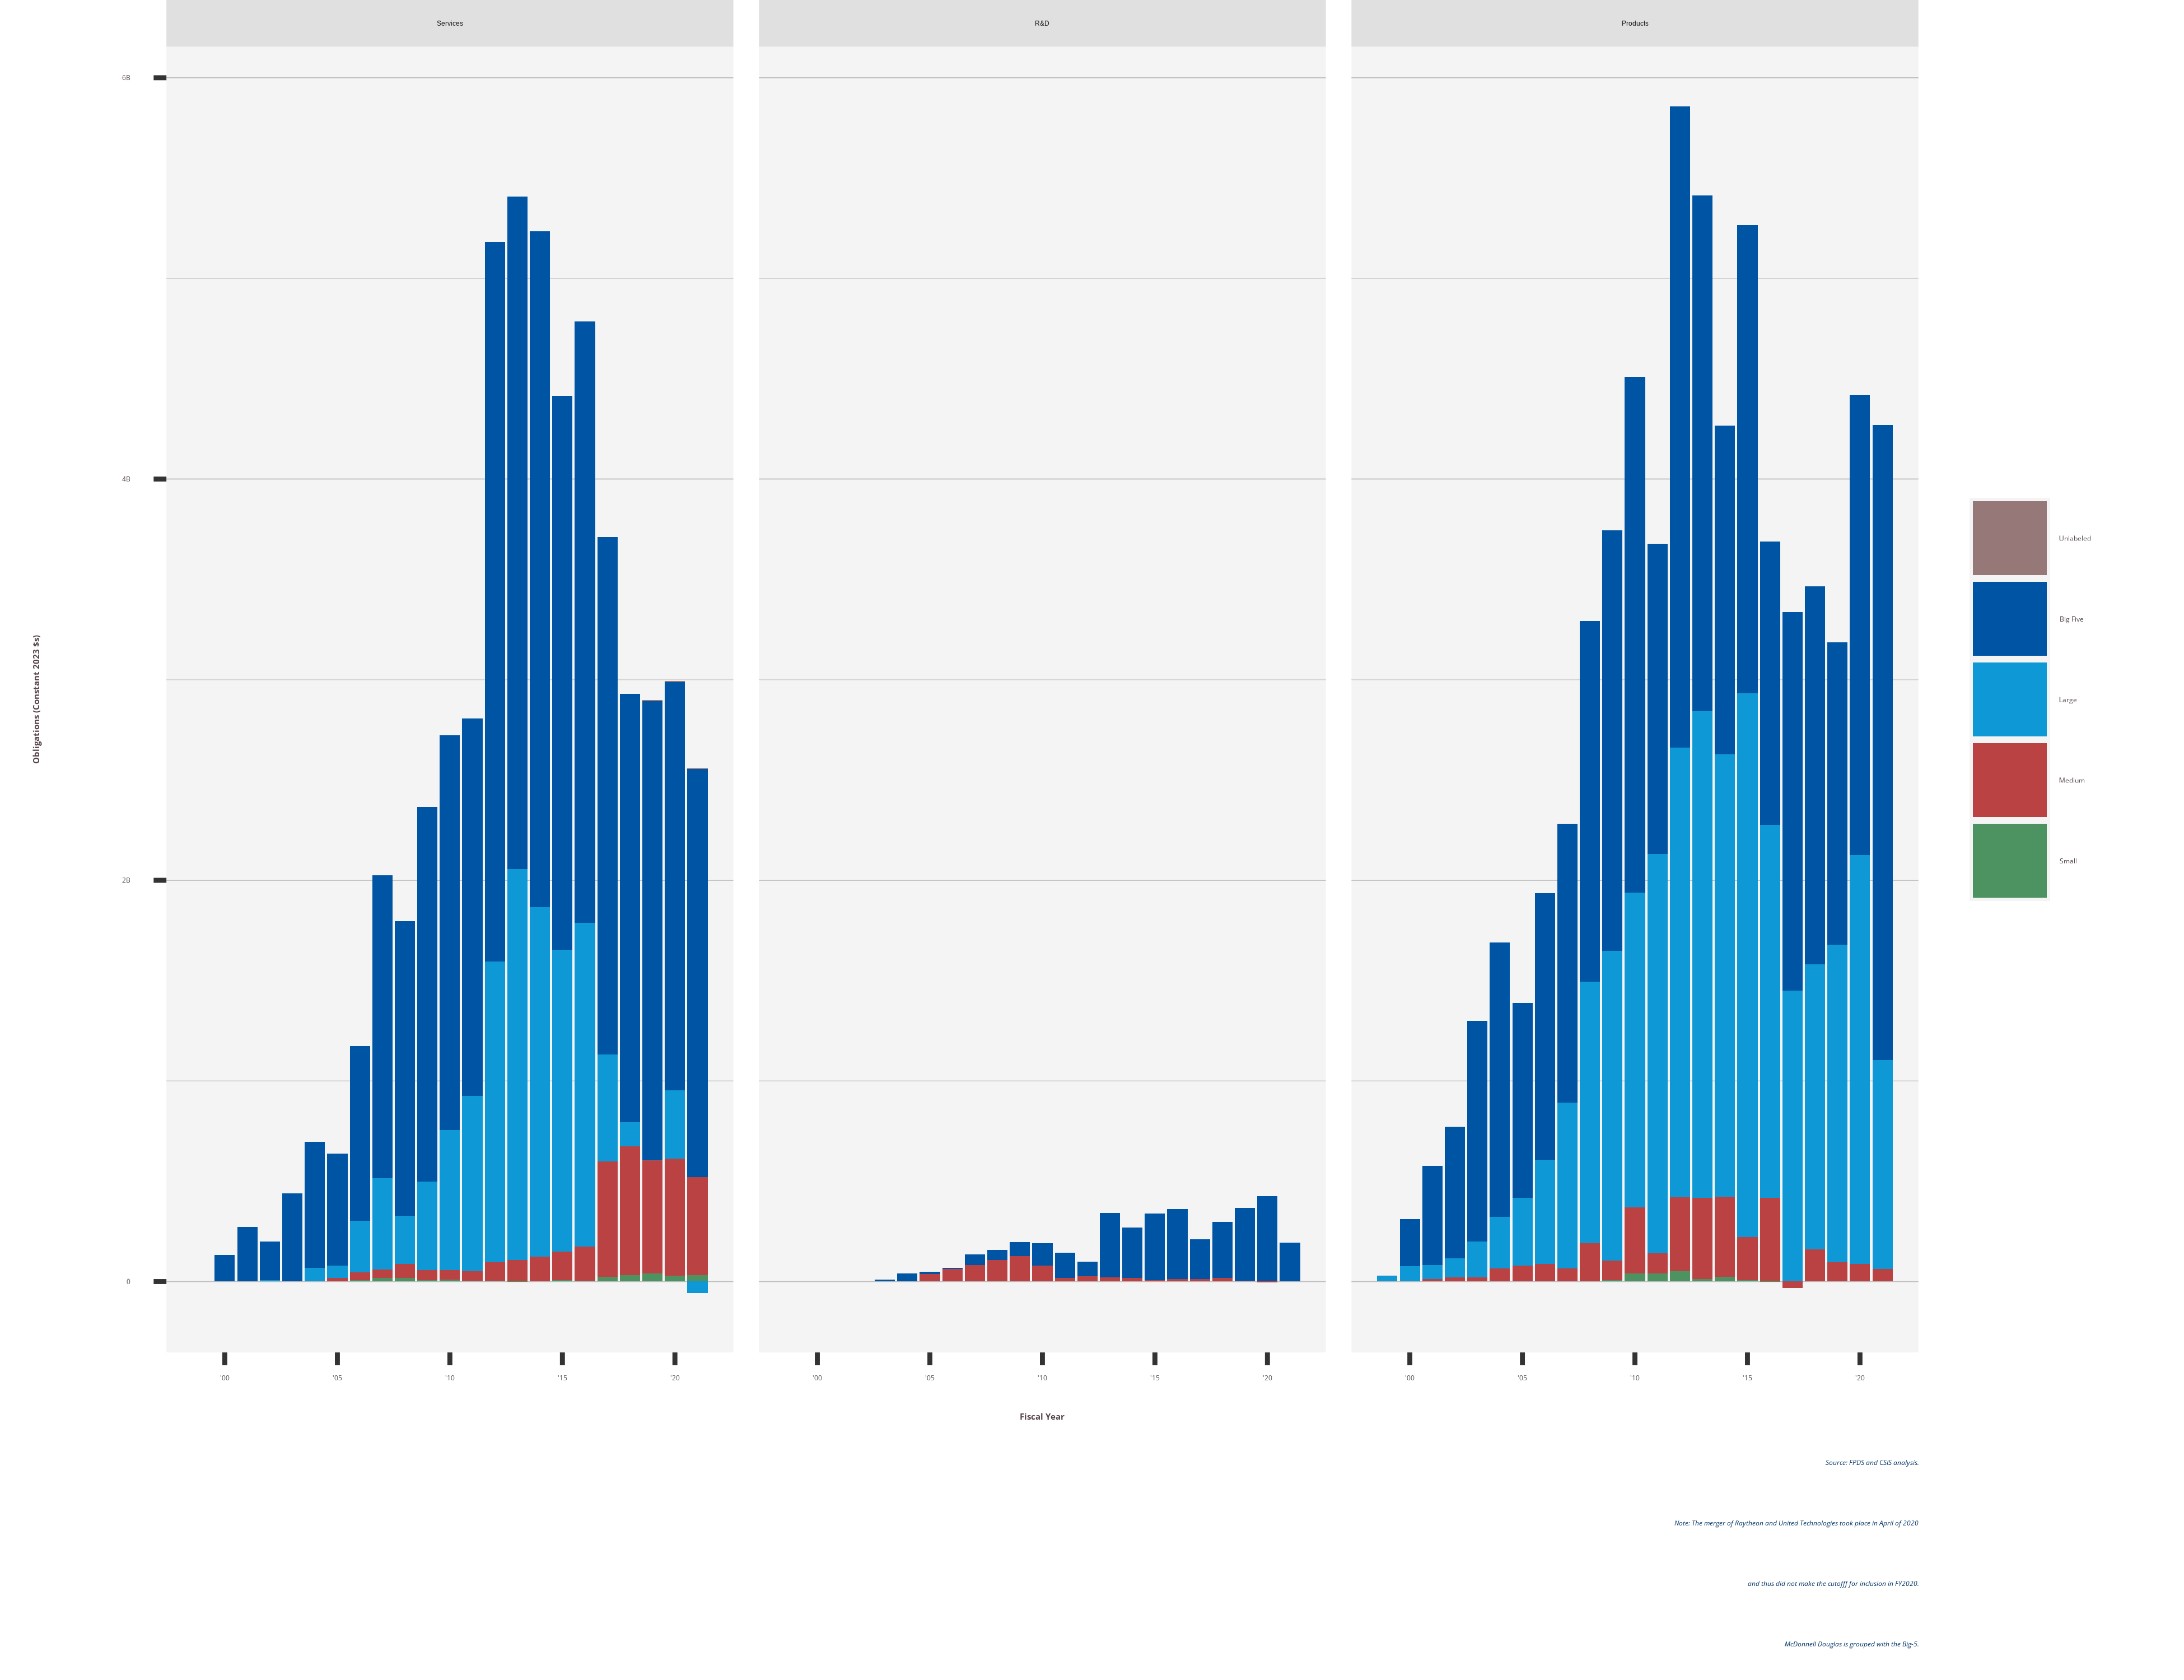 Services
R&D
Products
6B
4B
2B
0
Obligations (Constant 2023 $s)
Unlabeled
Big Five
Large
Medium
Small
'00
'05
'10
'15
'20
'00
'05
'10
'15
'20
'00
'05
'10
'15
'20
Fiscal Year
Source: FPDS and CSIS analysis.
Note: The merger of Raytheon and United Technologies took place in April of 2020
and thus did not make the cutofff for inclusion in FY2020.
McDonnell Douglas is grouped with the Big-5.